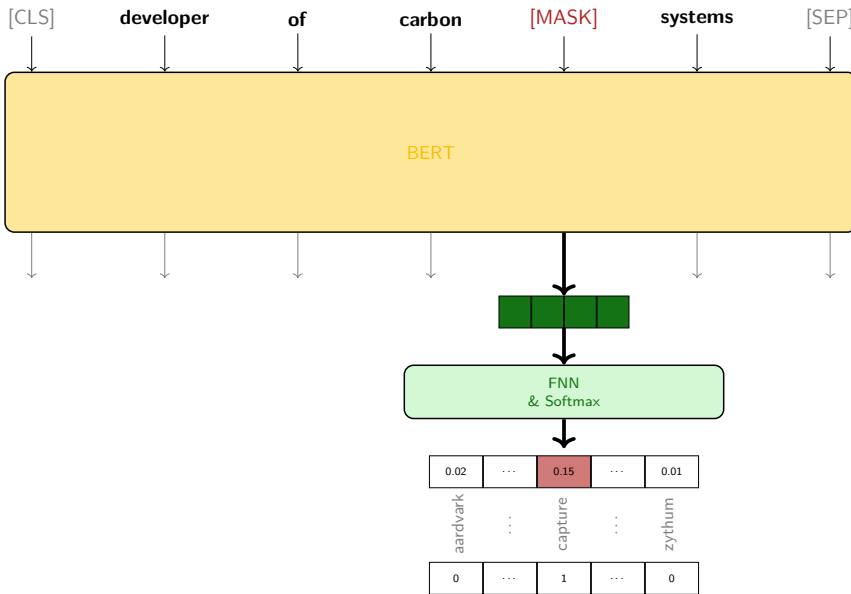 [CLS] developer of carbon [MASK] systems [SEP]
BERT
FNN
& Softmax
0.02 ... 0.15 ... 0.01
aardvark ... capture ... zythum
0 ... 1 ... 0